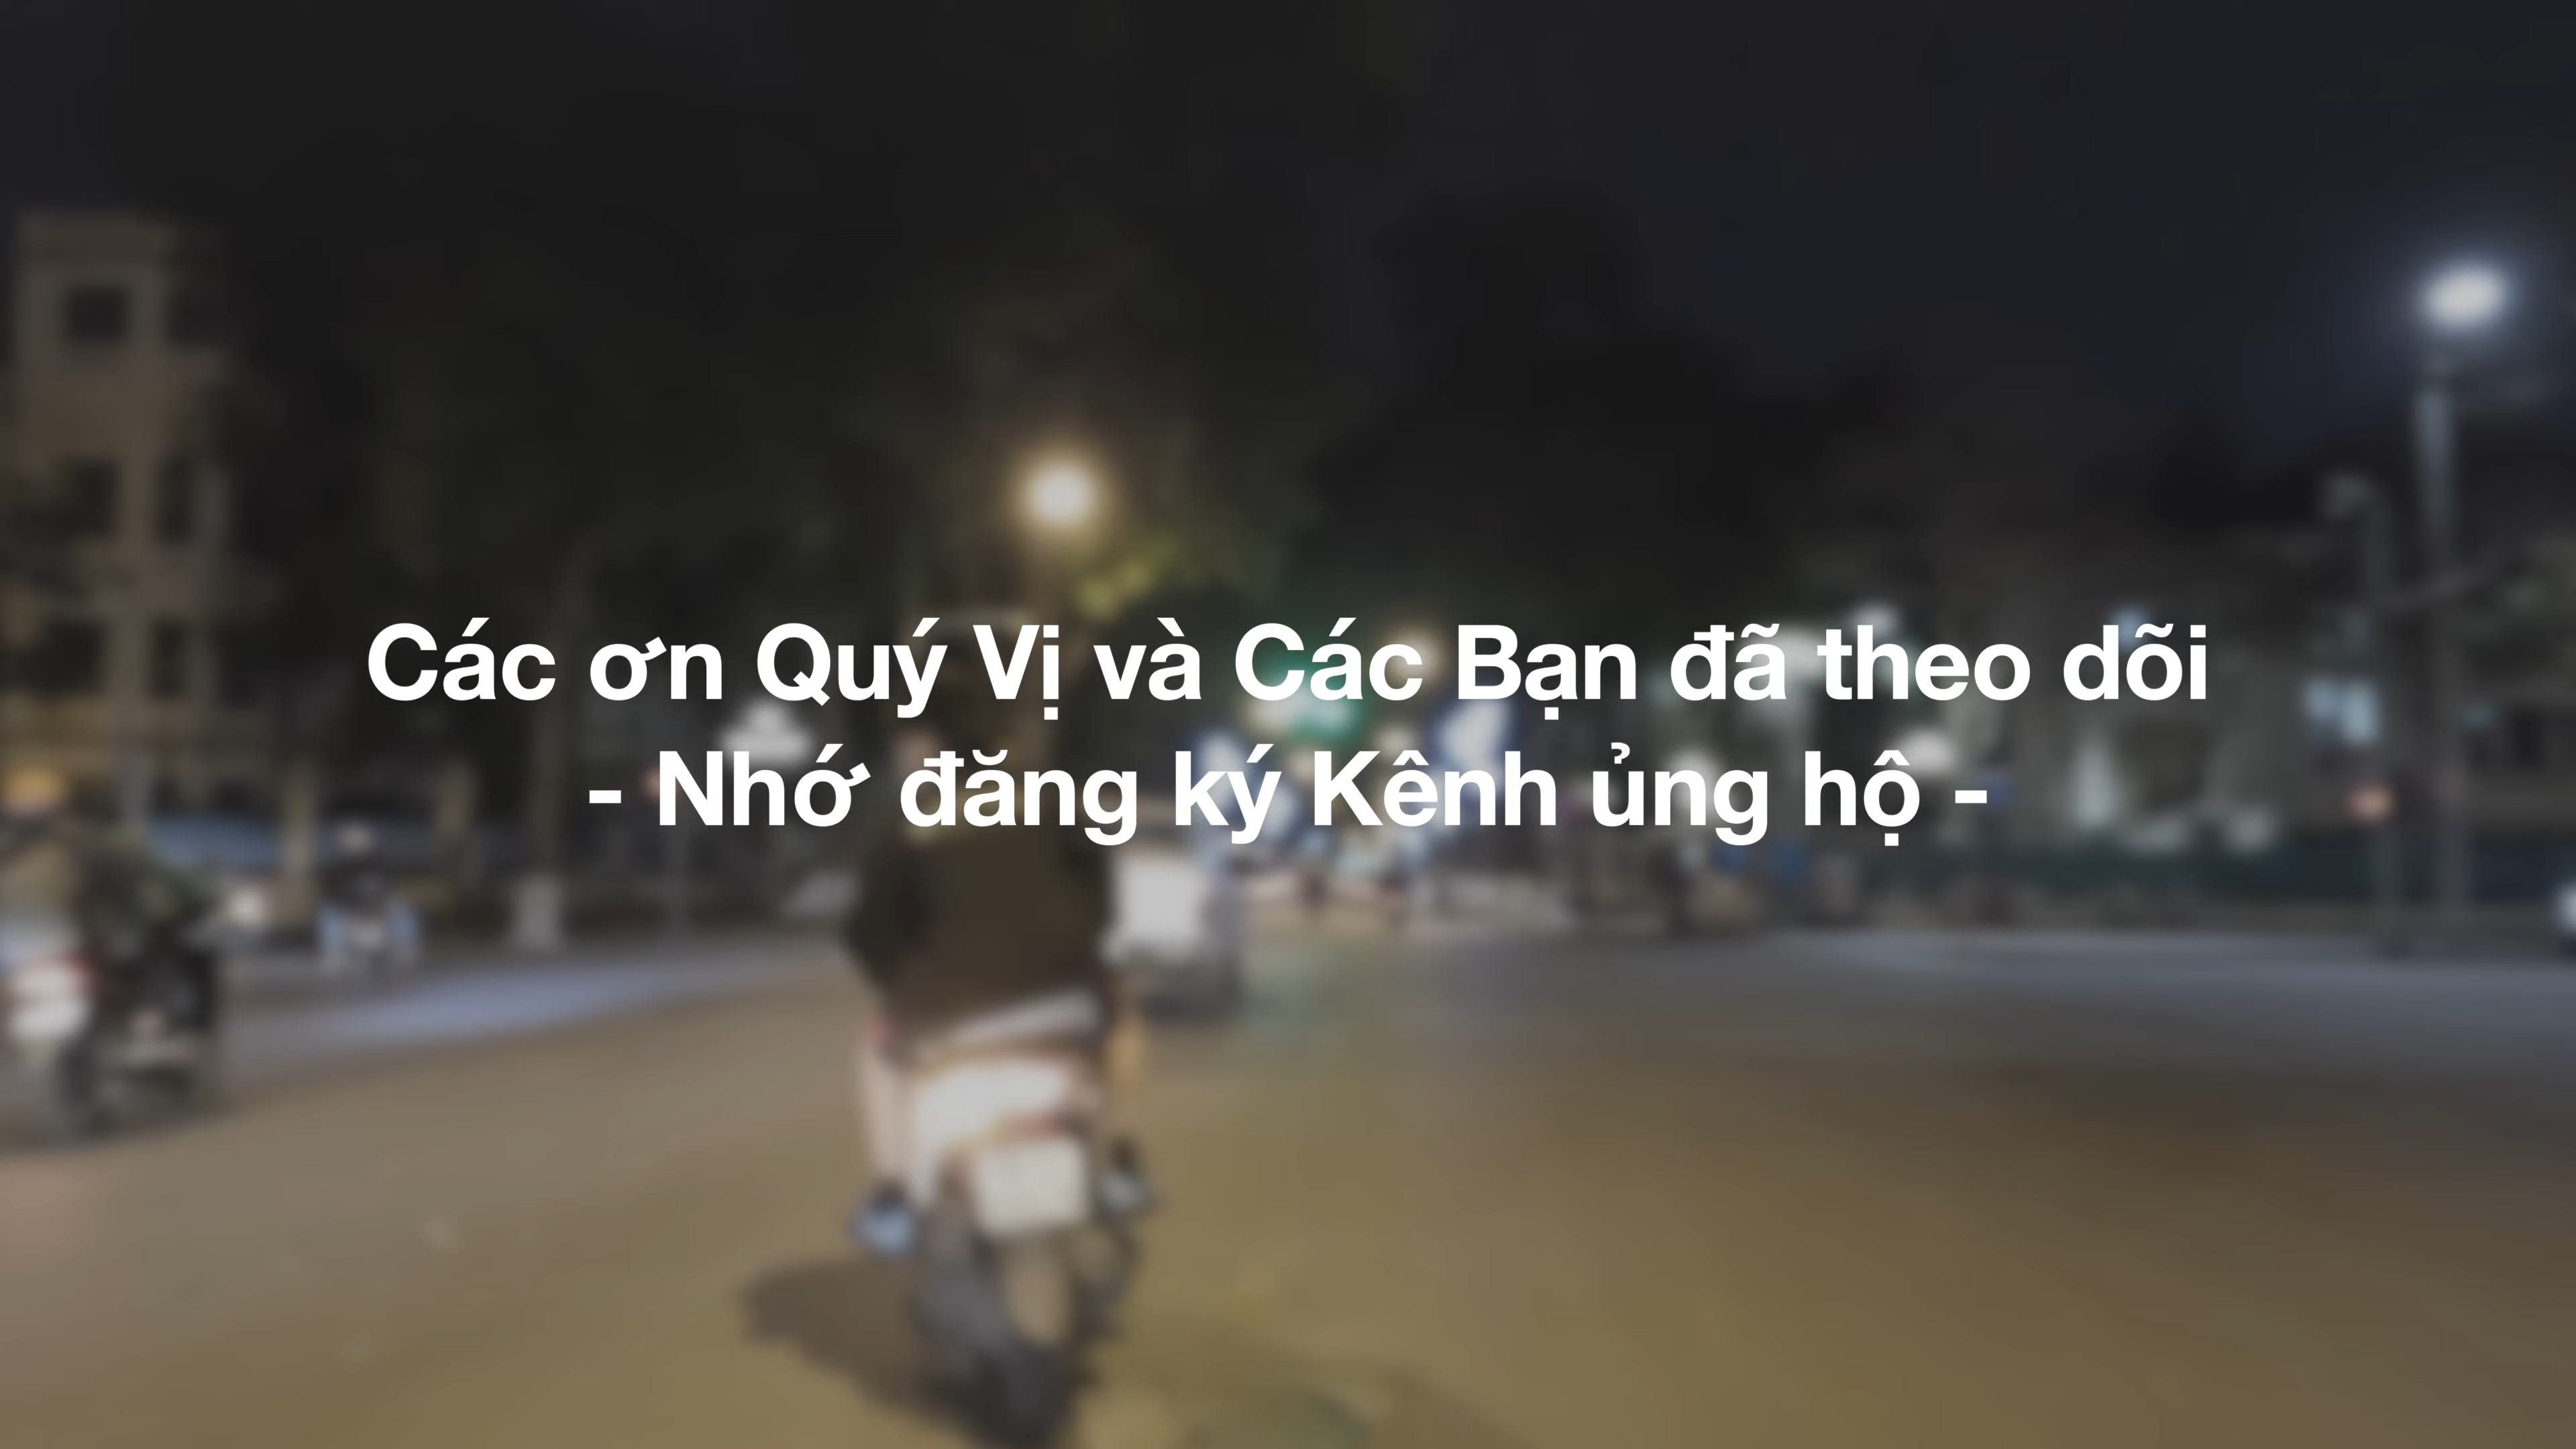 Các ơn Quý Vị và Các Bạn đã theo dõi
- Nhớ đăng ký Kênh ủng hộ -